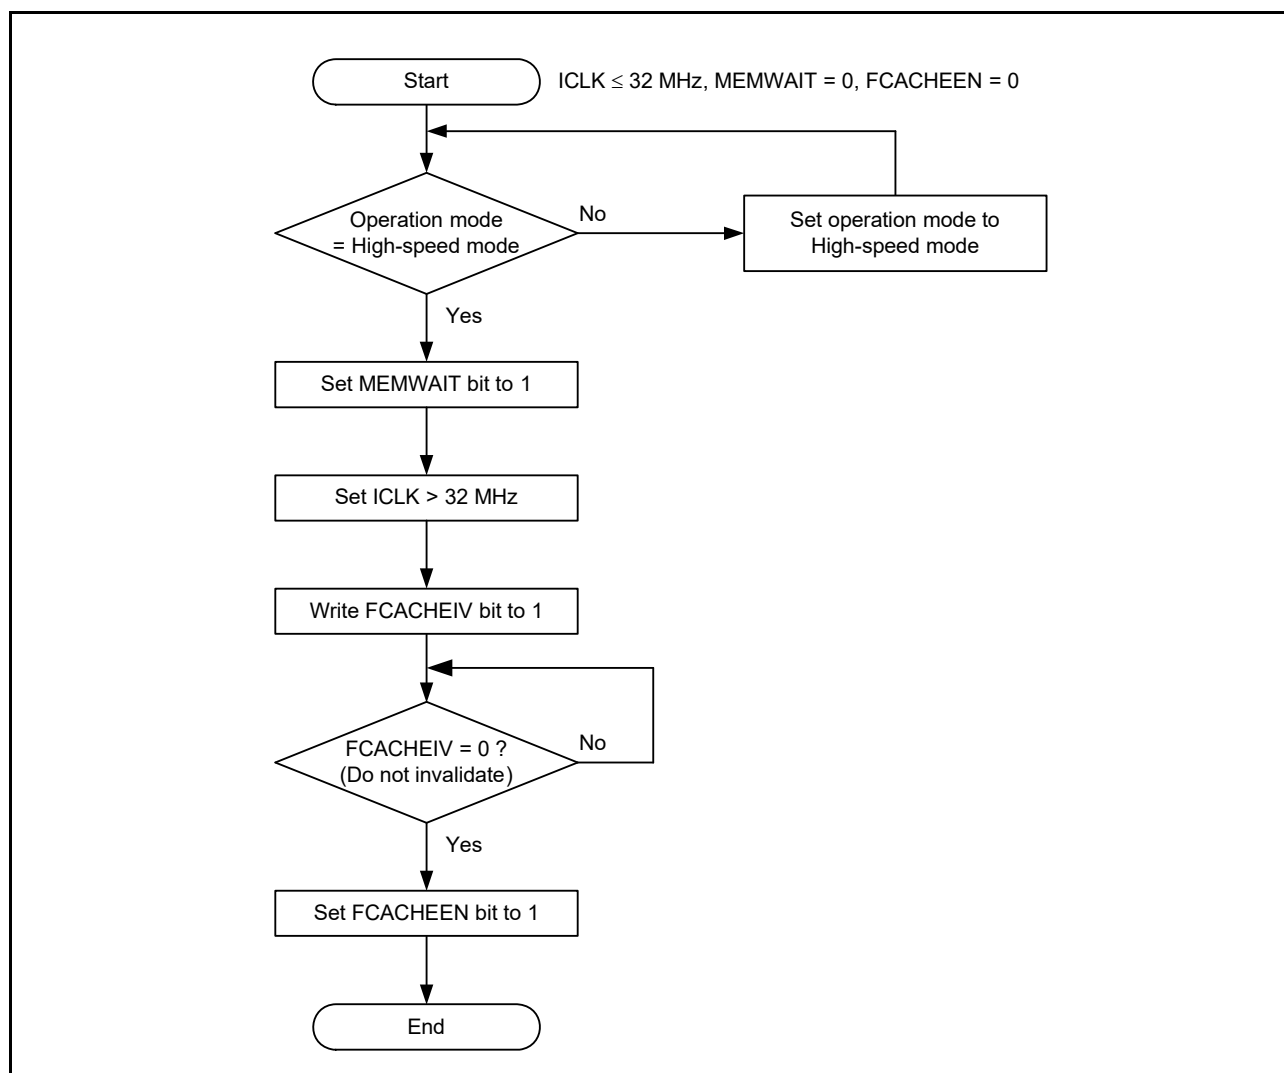 Start
ICLK ≤ 32 MHz, MEMWAIT = 0, FCACHEEN = 0
Operation mode
= High-speed mode
No
Set operation mode to
High-speed mode
Yes
Set MEMWAIT bit to 1
Set ICLK > 32 MHz
Write FCACHEIV bit to 1
FCACHEIV = 0 ?
(Do not invalidate)
No
Yes
Set FCACHEEN bit to 1
End